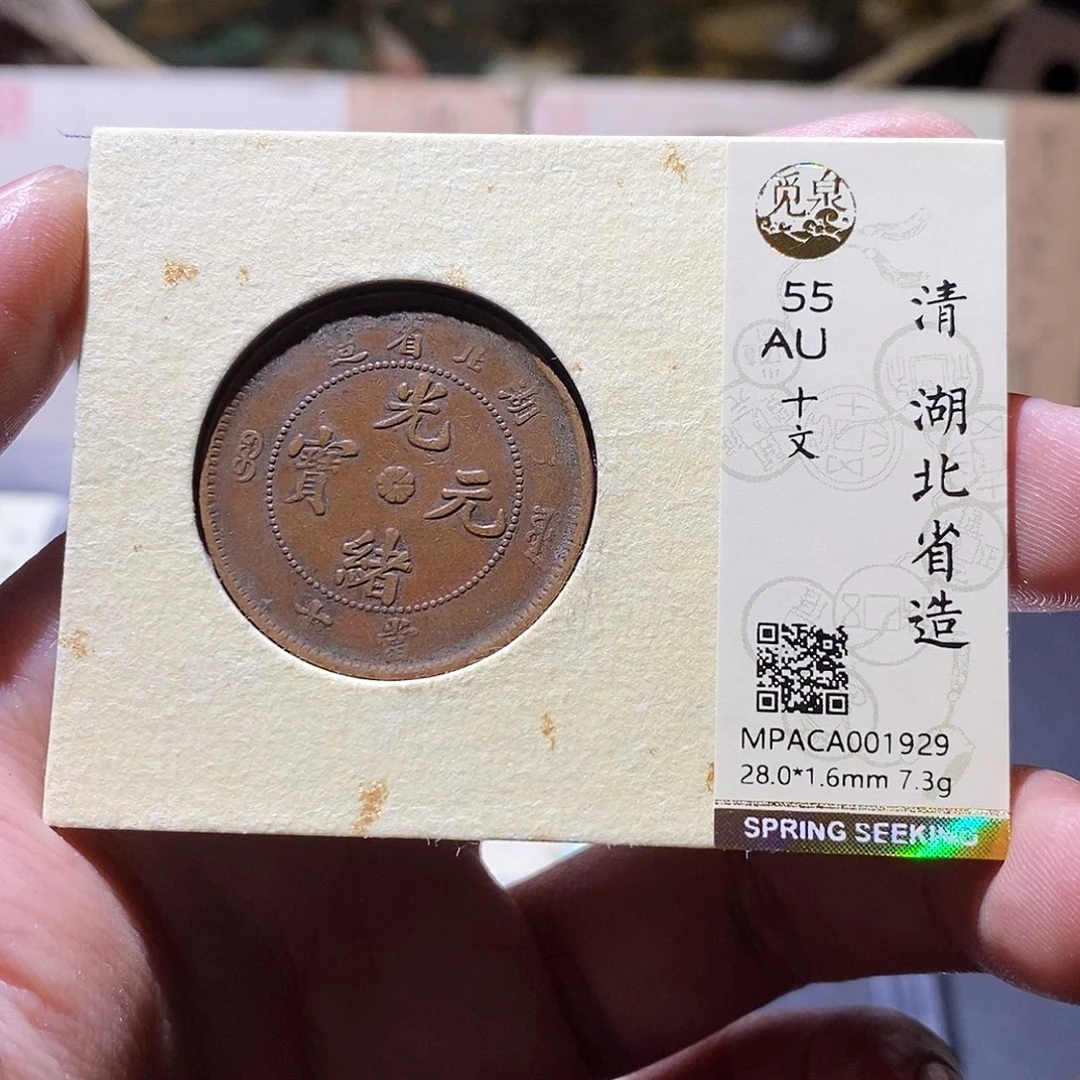 湖北省造
光緒元寶
當十
觅泉
55
AU
十文
清 湖北省造
MPACA001929
28.0*1.6mm 7.3g
SPRING SEEKING